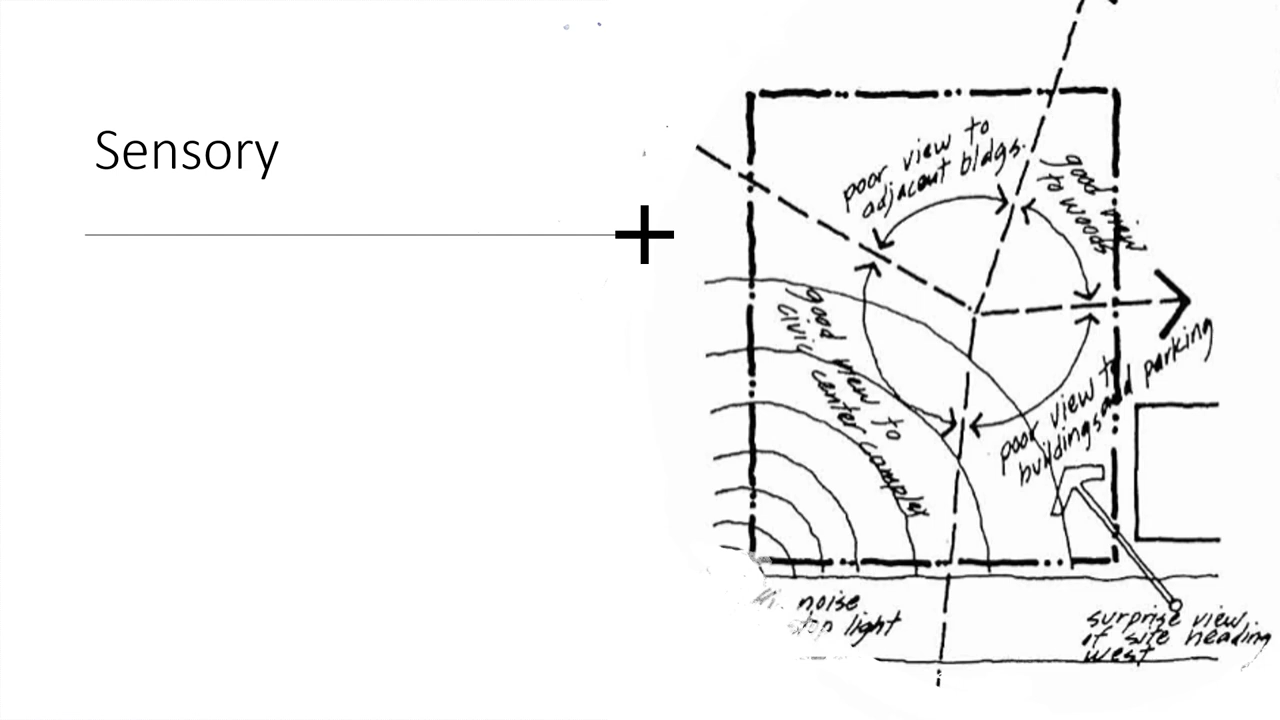 Sensory
poor view to
adjacent bldgs.
good view
to woods
good view to
civic center complex
poor view to
buildings and parking
noise
stop light
surprise view
of site heading
west